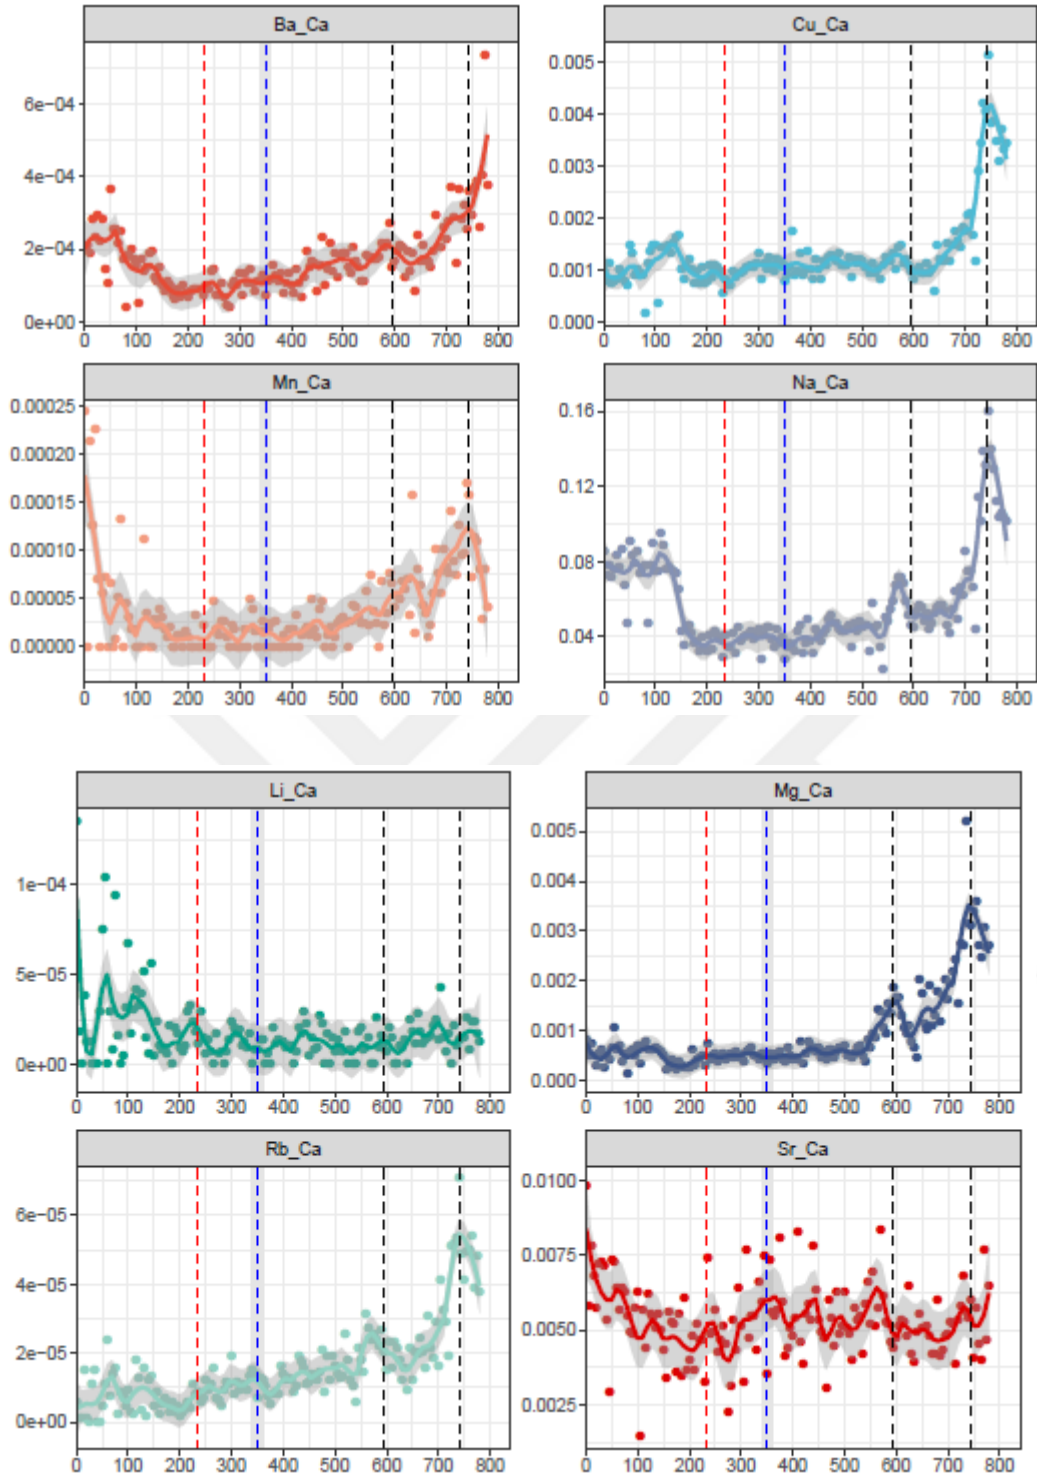 Ba_Ca
6e−04
4e−04
2e−04
0e+00
0 100 200 300 400 500 600 700 800
Cu_Ca
0.005
0.004
0.003
0.002
0.001
0.000
0 100 200 300 400 500 600 700 800
Mn_Ca
0.00025
0.00020
0.00015
0.00010
0.00005
0.00000
0 100 200 300 400 500 600 700 800
Na_Ca
0.16
0.12
0.08
0.04
0 100 200 300 400 500 600 700 800
Li_Ca
1e−04
5e−05
0e+00
0 100 200 300 400 500 600 700 800
Mg_Ca
0.005
0.004
0.003
0.002
0.001
0.000
0 100 200 300 400 500 600 700 800
Rb_Ca
6e−05
4e−05
2e−05
0e+00
0 100 200 300 400 500 600 700 800
Sr_Ca
0.0100
0.0075
0.0050
0.0025
0 100 200 300 400 500 600 700 800